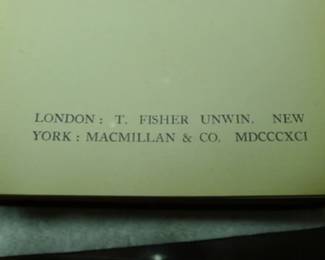 LONDON: T. FISHER UNWIN. NEW
YORK: MACMILLAN & CO. MDCCCXCI